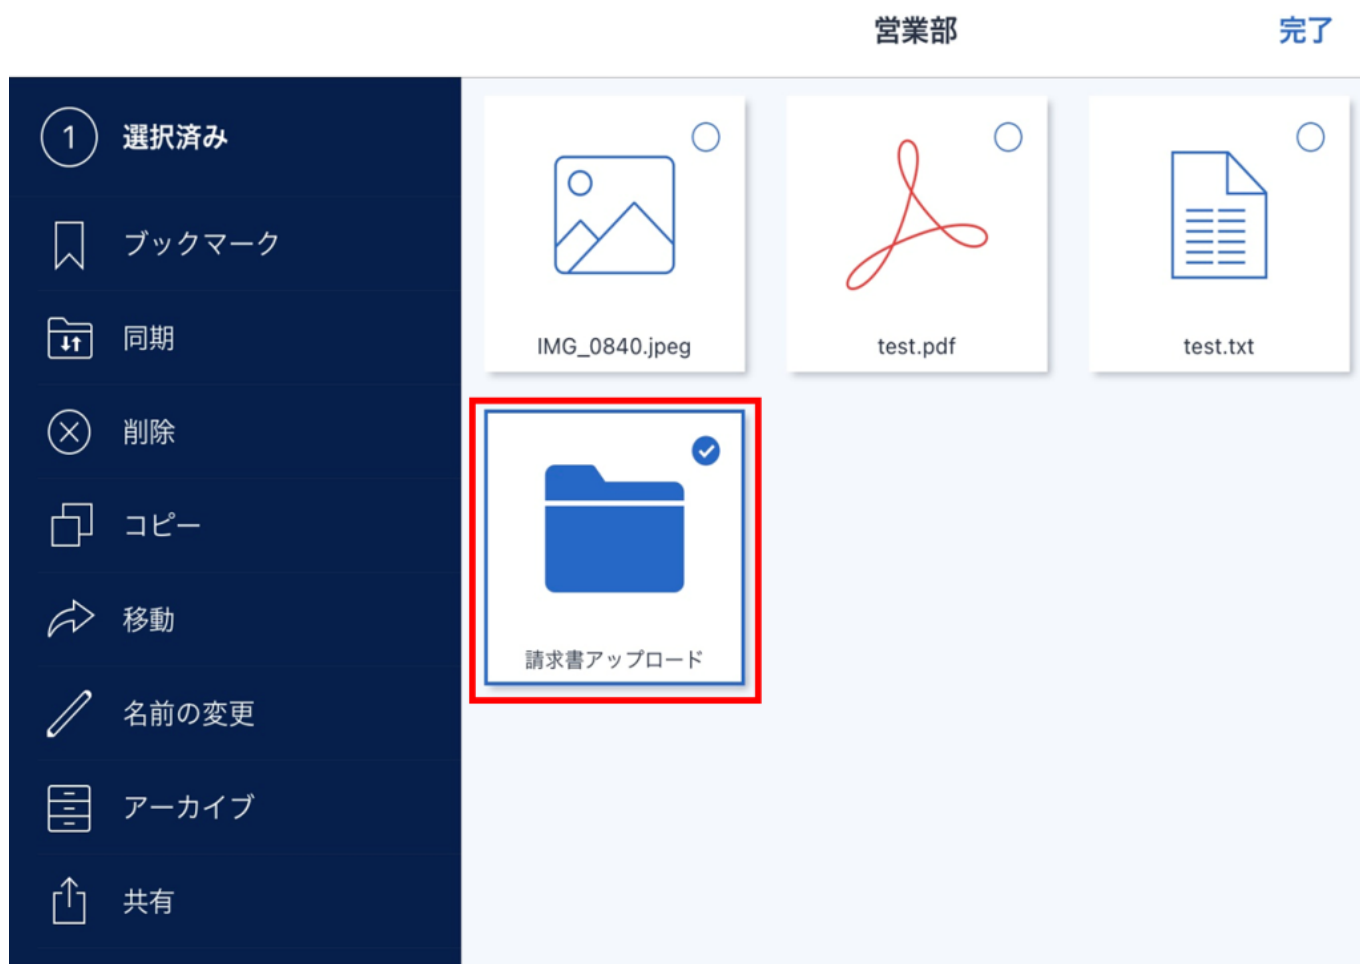 営業部
完了
1 選択済み
ブックマーク
同期
削除
コピー
移動
名前の変更
アーカイブ
共有
IMG_0840.jpeg
test.pdf
test.txt
請求書アップロード